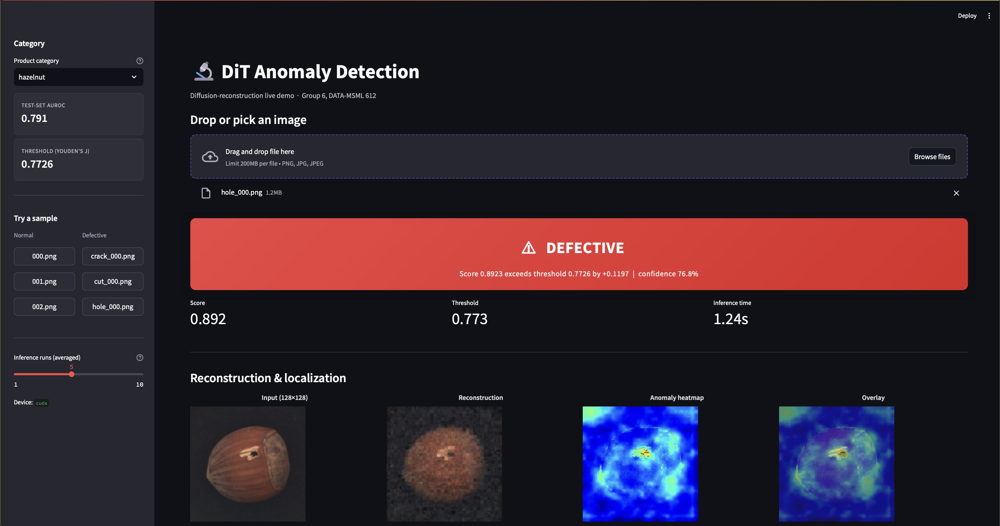 Deploy
Category
Product category
hazelnut
TEST-SET AUROC
0.791
THRESHOLD (YOUDEN'S J)
0.7726
Try a sample
Normal
Defective
000.png
crack_000.png
001.png
cut_000.png
002.png
hole_000.png
Inference runs (averaged)
5
1
10
Device: cuda
DiT Anomaly Detection
Diffusion-reconstruction live demo · Group 6, DATA-MSML 612
Drop or pick an image
Drag and drop file here
Limit 200MB per file • PNG, JPG, JPEG
Browse files
hole_000.png 1.2MB
DEFECTIVE
Score 0.8923 exceeds threshold 0.7726 by +0.1197 | confidence 76.8%
Score
Threshold
Inference time
0.892
0.773
1.24s
Reconstruction & localization
Input (128×128)
Reconstruction
Anomaly heatmap
Overlay